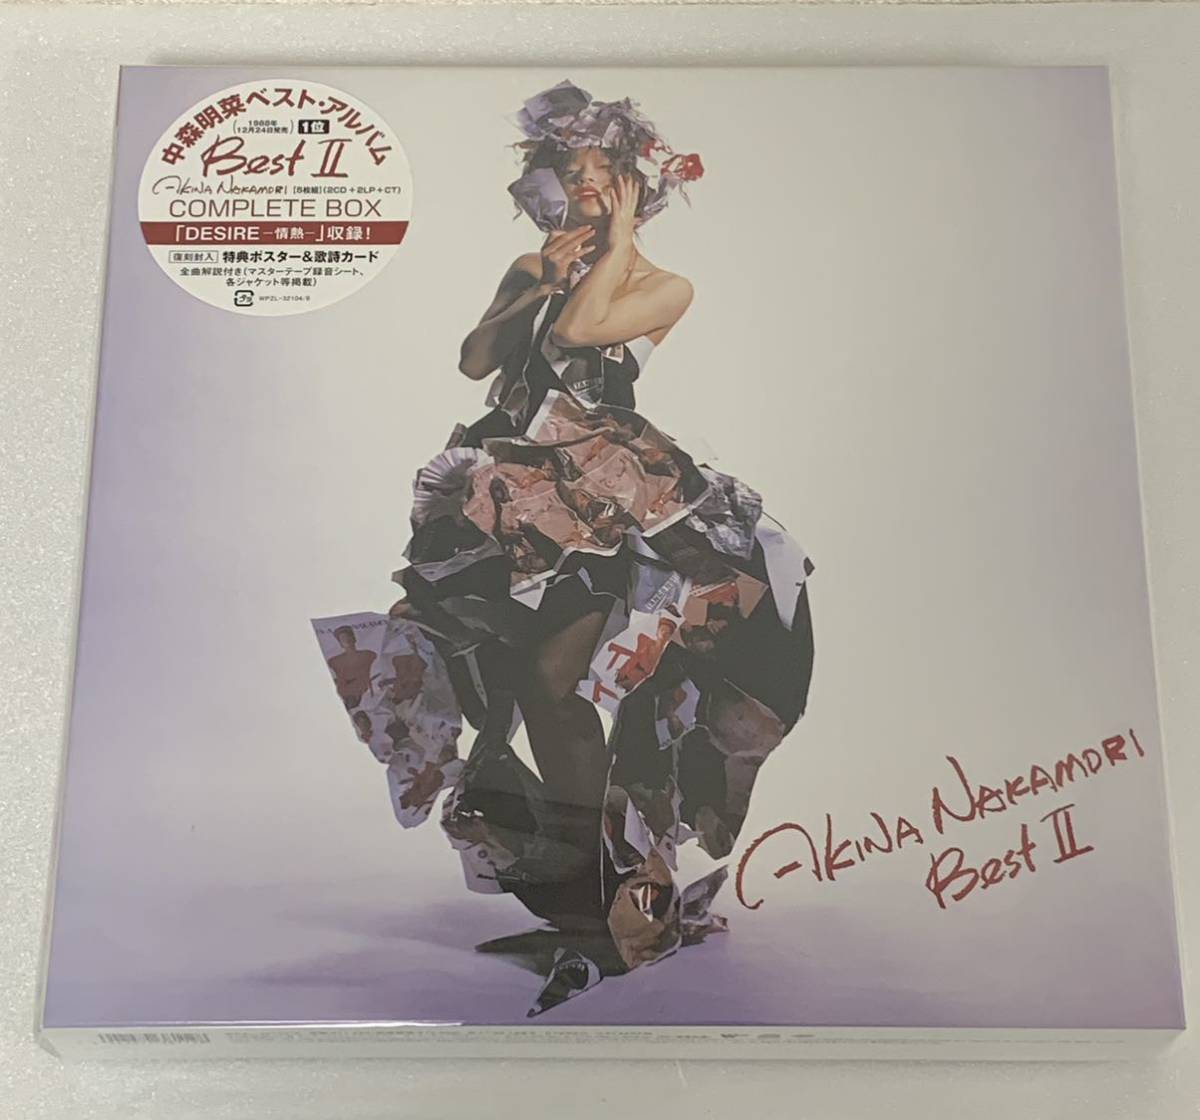 中森明菜ベスト・アルバム
1988年
12月24日発売
1位
Best II
AKINA NAKAMORI [5枚組](2CD+2LP+CT)
COMPLETE BOX
「DESIRE―情熱―」収録!
復刻封入 特典ポスター&歌詩カード
全曲解説付き(マスターテープ録音シート、
各ジャケット等掲載)
WPZL-32104/8
AKINA NAKAMORI
Best II